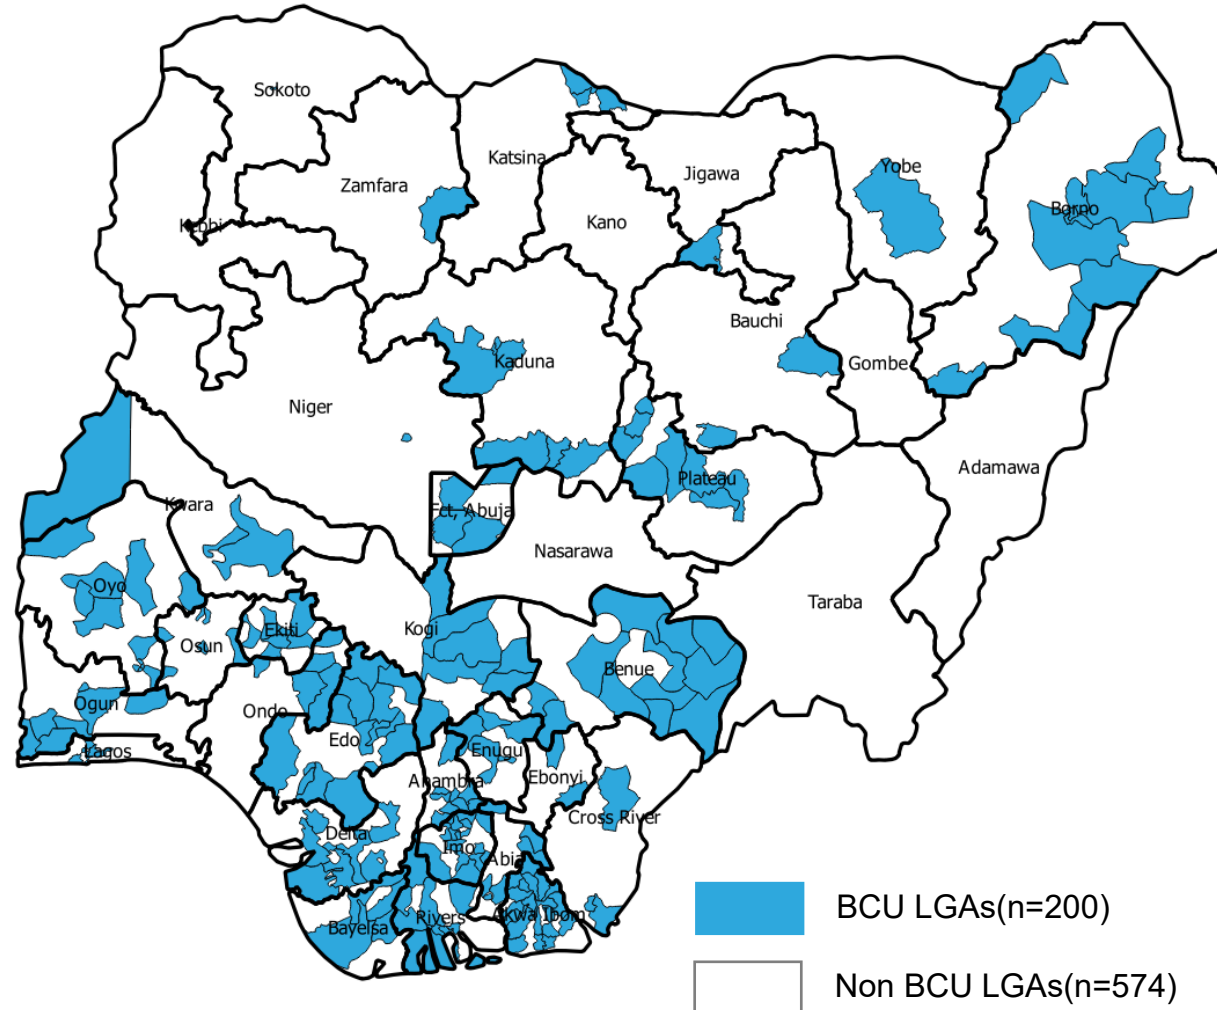 Sokoto
Katsina
Zamfara
Jigawa
Yobe
Kebbi
Kano
Borno
Bauchi
Kaduna
Gombe
Niger
Adamawa
Plateau
Kwara
Fct, Abuja
Nasarawa
Oyo
Taraba
Kogi
Ekiti
Osun
Benue
Ogun
Ondo
Edo
Lagos
Enugu
Anambra
Ebonyi
Cross River
Delta
Imo
Abia
Akwa Ibom
Rivers
Bayelsa
BCU LGAs(n=200)
Non BCU LGAs(n=574)